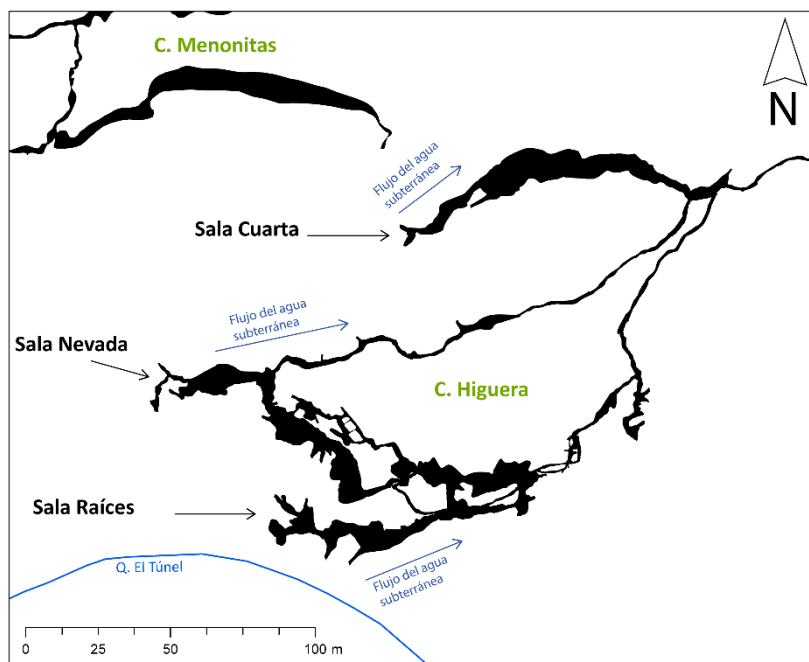 C. Menonitas
N
Flujo del agua
subterránea
Sala Cuarta
Flujo del agua
subterránea
Sala Nevada
C. Higuera
Sala Raíces
Q. El Túnel
Flujo del agua
subterránea
0 25 50 100 m